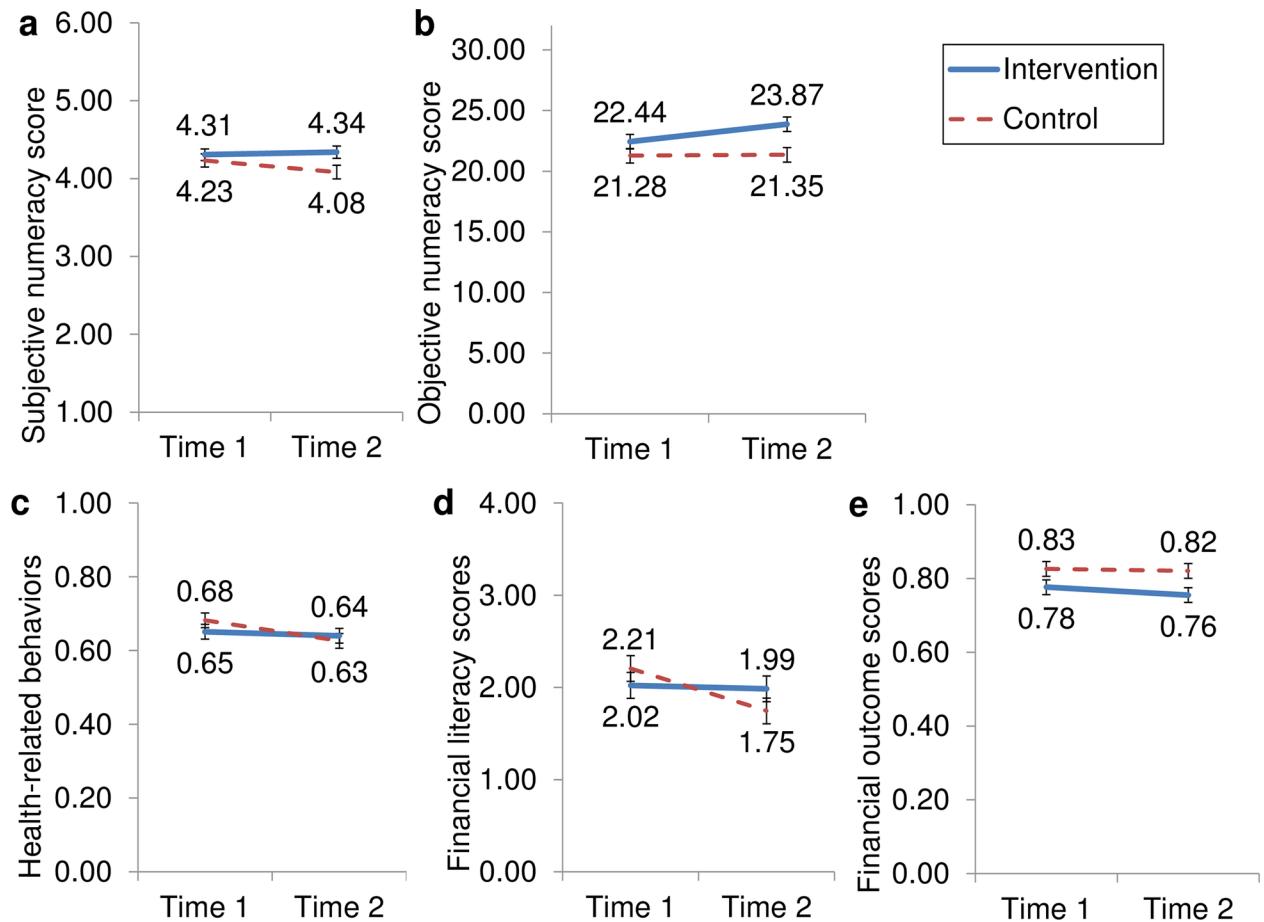 a
Subjective numeracy score
6.00
5.00
4.00
3.00
2.00
1.00
4.31
4.34
4.23
4.08
Time 1
Time 2
b
Objective numeracy score
30.00
25.00
20.00
15.00
10.00
5.00
0.00
22.44
23.87
21.28
21.35
Time 1
Time 2
Intervention
Control
c
Health-related behaviors
1.00
0.80
0.60
0.40
0.20
0.00
0.68
0.64
0.65
0.63
Time 1
Time 2
d
Financial literacy scores
4.00
3.00
2.00
1.00
0.00
2.21
1.99
2.02
1.75
Time 1
Time 2
e
Financial outcome scores
1.00
0.80
0.60
0.40
0.20
0.00
0.83
0.82
0.78
0.76
Time 1
Time 2